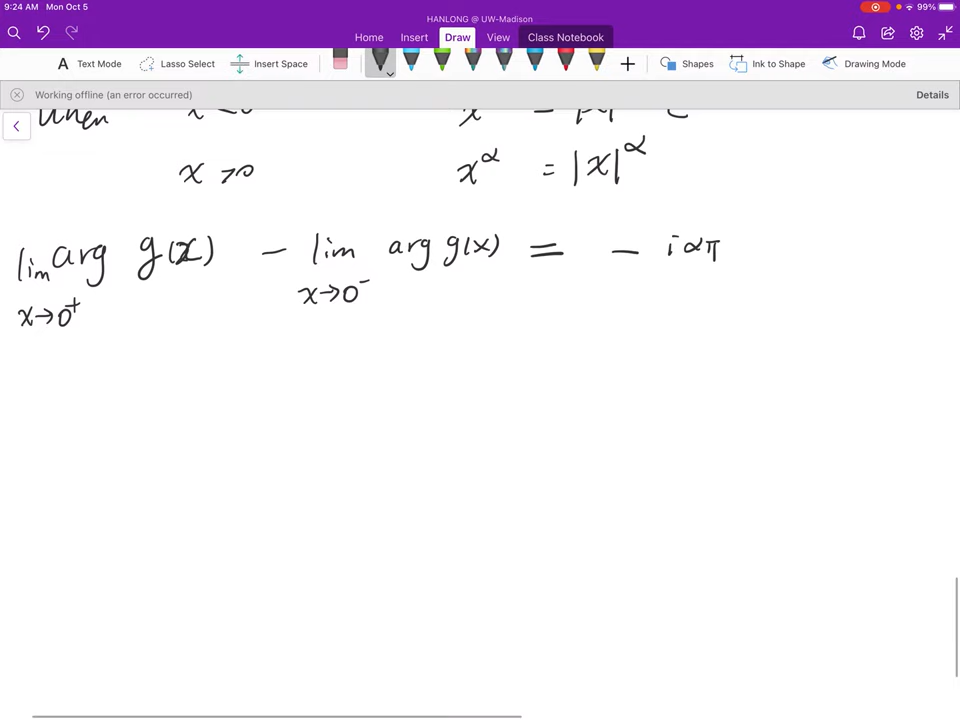 9:24 AM Mon Oct 5
99%
HANLONG @ UW-Madison
Home Insert Draw View Class Notebook
A Text Mode Lasso Select Insert Space Shapes Ink to Shape Drawing Mode
Working offline (an error occurred) Details
When
x > 0 x^α = |x|^α
lim x→0⁺ arg g(x) − lim x→0⁻ arg g(x) = − iαπ